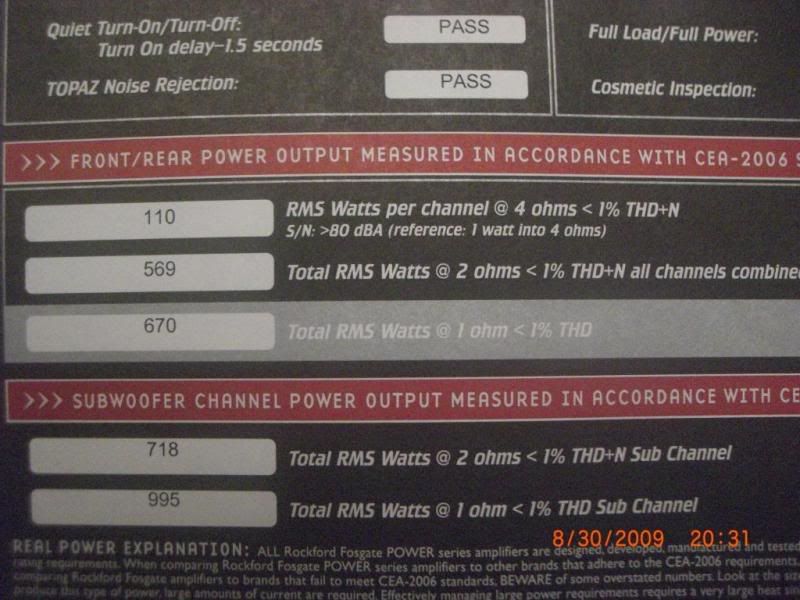 Quiet Turn-On/Turn-Off:
Turn On delay-1.5 seconds
PASS
Full Load/Full Power:
TOPAZ Noise Rejection:
PASS
Cosmetic Inspection:
>>> FRONT/REAR POWER OUTPUT MEASURED IN ACCORDANCE WITH CEA-2006 S
110
RMS Watts per channel @ 4 ohms < 1% THD+N
S/N: >80 dBA (reference: 1 watt into 4 ohms)
569
Total RMS Watts @ 2 ohms < 1% THD+N all channels combined
670
Total RMS Watts @ 1 ohm < 1% THD
>>> SUBWOOFER CHANNEL POWER OUTPUT MEASURED IN ACCORDANCE WITH CE
718
Total RMS Watts @ 2 ohms < 1% THD+N Sub Channel
995
Total RMS Watts @ 1 ohm < 1% THD Sub Channel
8/30/2009 20:31
REAL POWER EXPLANATION: ALL Rockford Fosgate POWER series amplifiers are designed, developed, manufactured and tested
rating requirements. When comparing Rockford Fosgate POWER series amplifiers to other brands that adhere to the CEA-2006 requirements,
comparing Rockford Fosgate amplifiers to brands that fail to meet CEA-2006 standards, BEWARE of some overstated numbers. Look at the size
produce this type of power, large amounts of current are required. Effectively managing large power requirements requires a very large heat sin